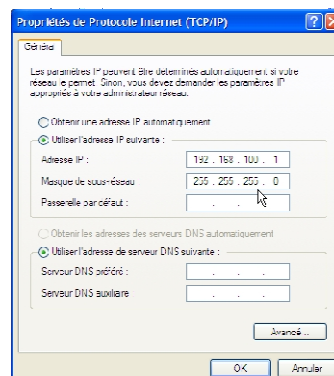 Propriétés de Protocole Internet (TCP/IP)
Général
Les paramètres IP peuvent être déterminés automatiquement si votre
réseau le permet. Sinon, vous devez demander les paramètres IP
appropriés à votre administrateur réseau.
Obtenir une adresse IP automatiquement
Utiliser l'adresse IP suivante :
Adresse IP : 192 . 168 . 100 . 1
Masque de sous-réseau 255 . 255 . 255 . 0
Passerelle par défaut : . . .
Obtenir les adresses des serveurs DNS automatiquement
Utiliser l'adresse de serveur DNS suivante :
Serveur DNS préféré : . . .
Serveur DNS auxiliaire . . .
Avancé...
OK Annuler